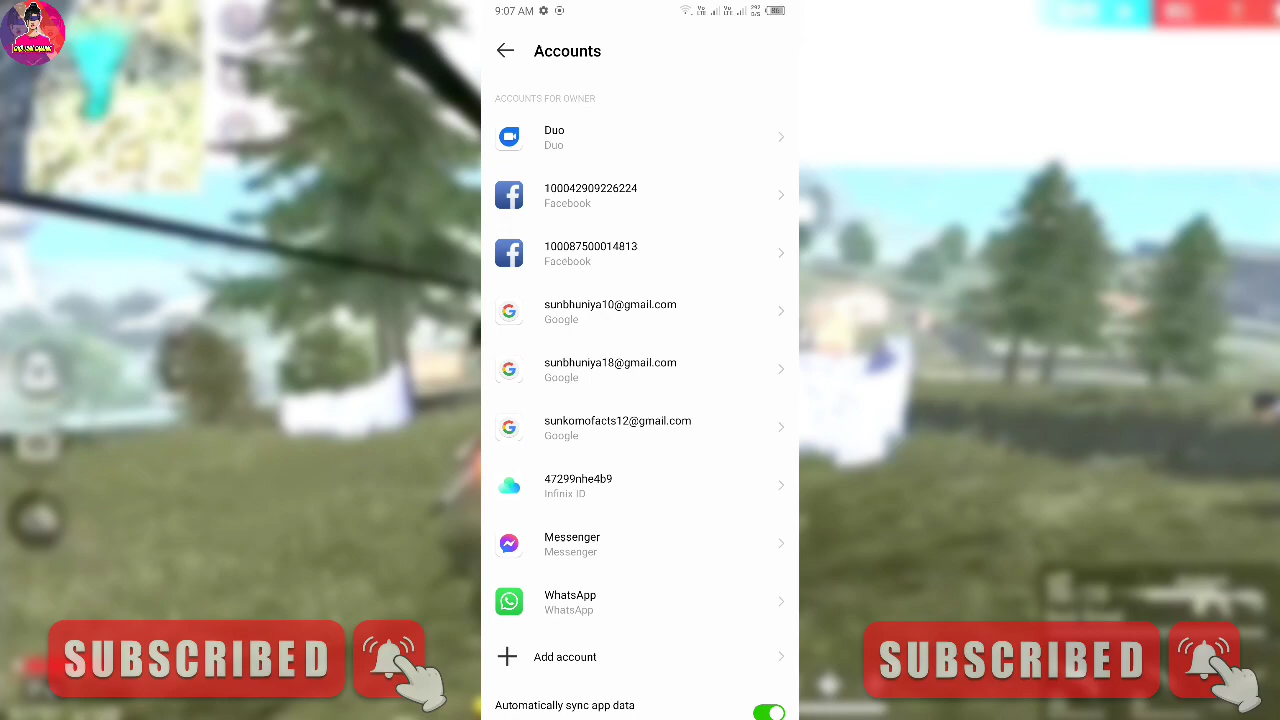 9:07 AM
Accounts
ACCOUNTS FOR OWNER
Duo
Duo
100042909226224
Facebook
100087500014813
Facebook
sunbhuniya10@gmail.com
Google
sunbhuniya18@gmail.com
Google
sunkomofacts12@gmail.com
Google
47299nhe4b9
Infinix ID
Messenger
Messenger
WhatsApp
WhatsApp
Add account
Automatically sync app data
SUBSCRIBED
SUBSCRIBED